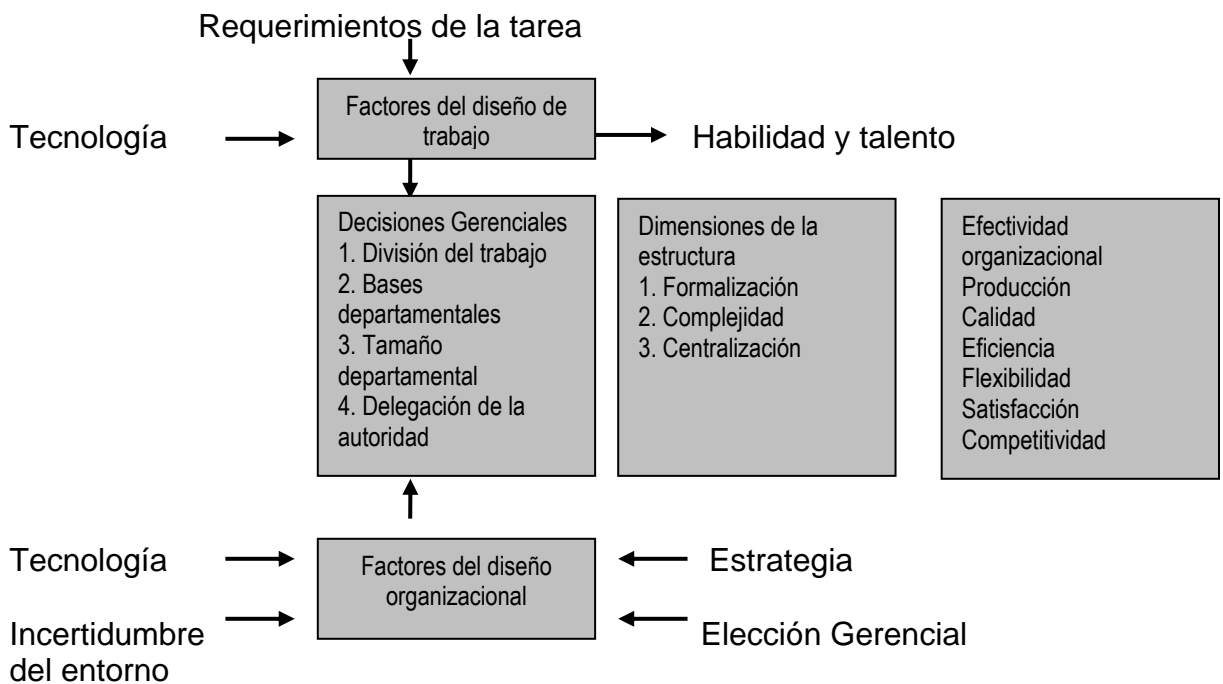 Requerimientos de la tarea
Factores del diseño de
trabajo
Tecnología
Habilidad y talento
Decisiones Gerenciales
1. División del trabajo
2. Bases
departamentales
3. Tamaño
departamental
4. Delegación de la
autoridad
Dimensiones de la
estructura
1. Formalización
2. Complejidad
3. Centralización
Efectividad
organizacional
Producción
Calidad
Eficiencia
Flexibilidad
Satisfacción
Competitividad
Tecnología
Factores del diseño
organizacional
Estrategia
Incertidumbre
del entorno
Elección Gerencial